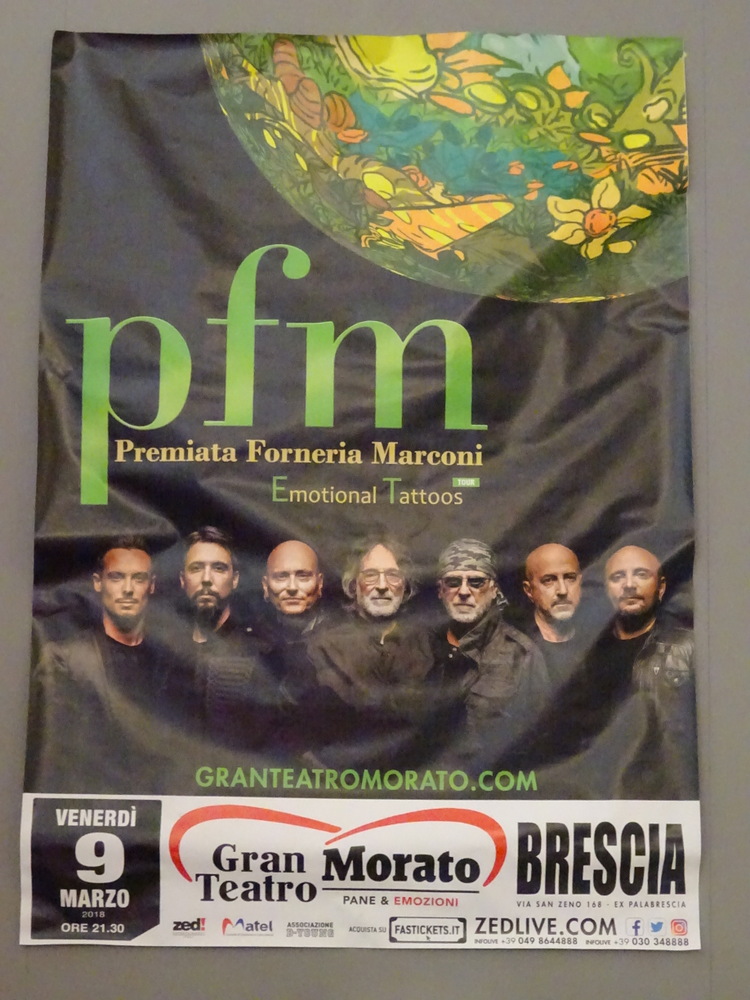 pfm
Premiata Forneria Marconi
Emotional Tattoos TOUR
GRANTEATROMORATO.COM
VENERDÌ
9
MARZO
2018
ORE 21.30
Gran Teatro Morato
PANE & EMOZIONI
BRESCIA
VIA SAN ZENO 168 - EX PALABRESCIA
zed!
Matel
ASSOCIAZIONE
D-YOUNG
ACQUISTA SU FASTICKETS.IT
ZEDLIVE.COM
INFOLIVE +39 049 8644888 INFOLIVE +39 030 348888